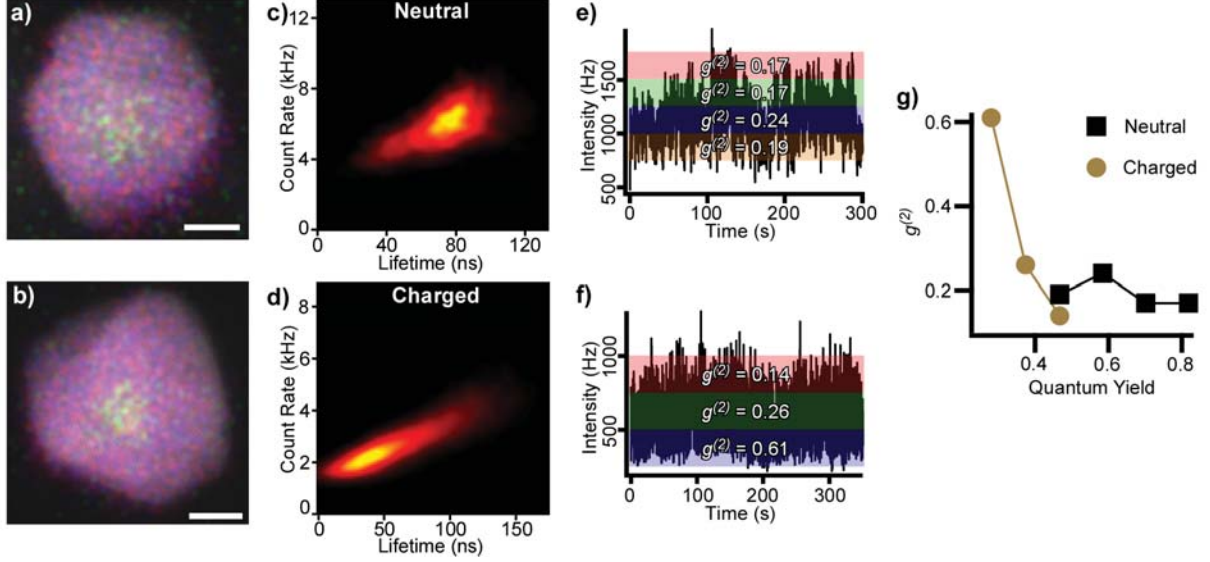 a)
c)
Neutral
12
8
4
0
Count Rate (kHz)
0 40 80 120
Lifetime (ns)
b)
d)
Charged
8
6
4
2
0
Count Rate (kHz)
0 50 100 150
Lifetime (ns)
e)
1500
1000
500
Intensity (Hz)
g(2) = 0.17
g(2) = 0.17
g(2) = 0.24
g(2) = 0.19
0 100 200 300
Time (s)
f)
1000
500
Intensity (Hz)
g(2) = 0.14
g(2) = 0.26
g(2) = 0.61
0 100 200 300
Time (s)
g)
0.6
0.4
0.2
g(2)
Neutral
Charged
0.4 0.6 0.8
Quantum Yield